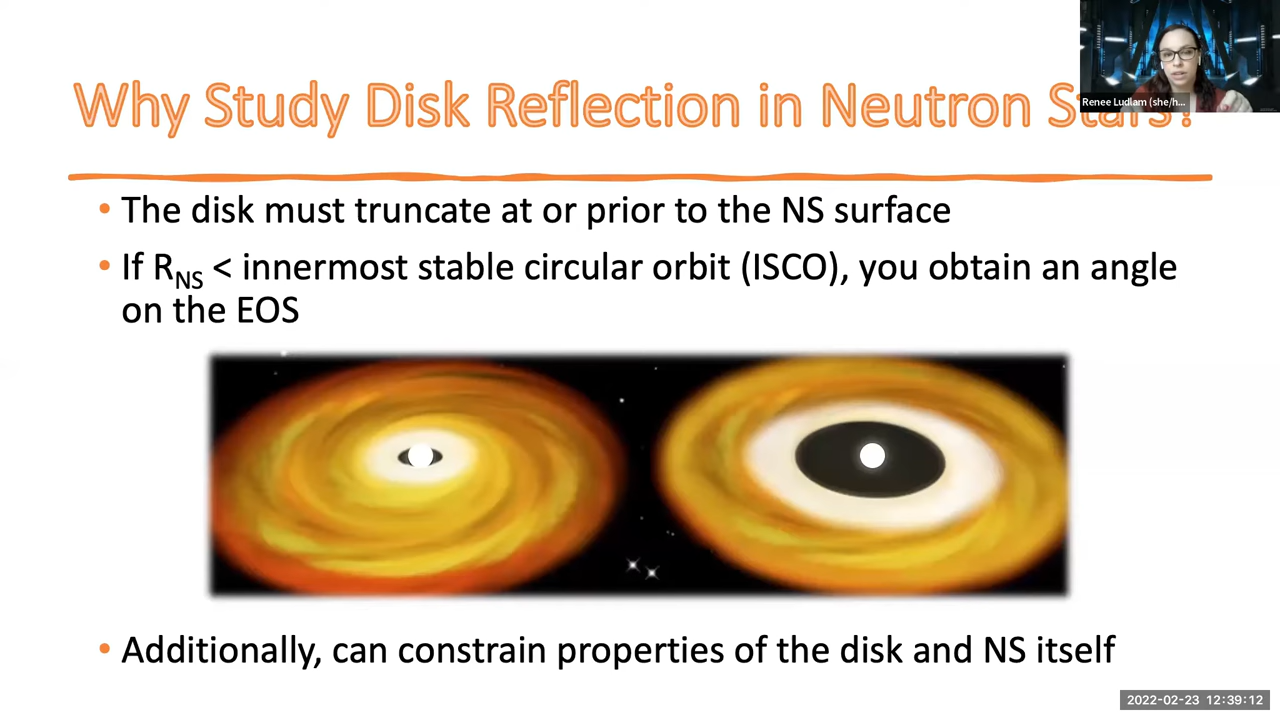 Why Study Disk Reflection in Neutron Stars?
Renee Ludlam (she/h...
• The disk must truncate at or prior to the NS surface
• If RNS < innermost stable circular orbit (ISCO), you obtain an angle
on the EOS
• Additionally, can constrain properties of the disk and NS itself
2022-02-23 12:39:12